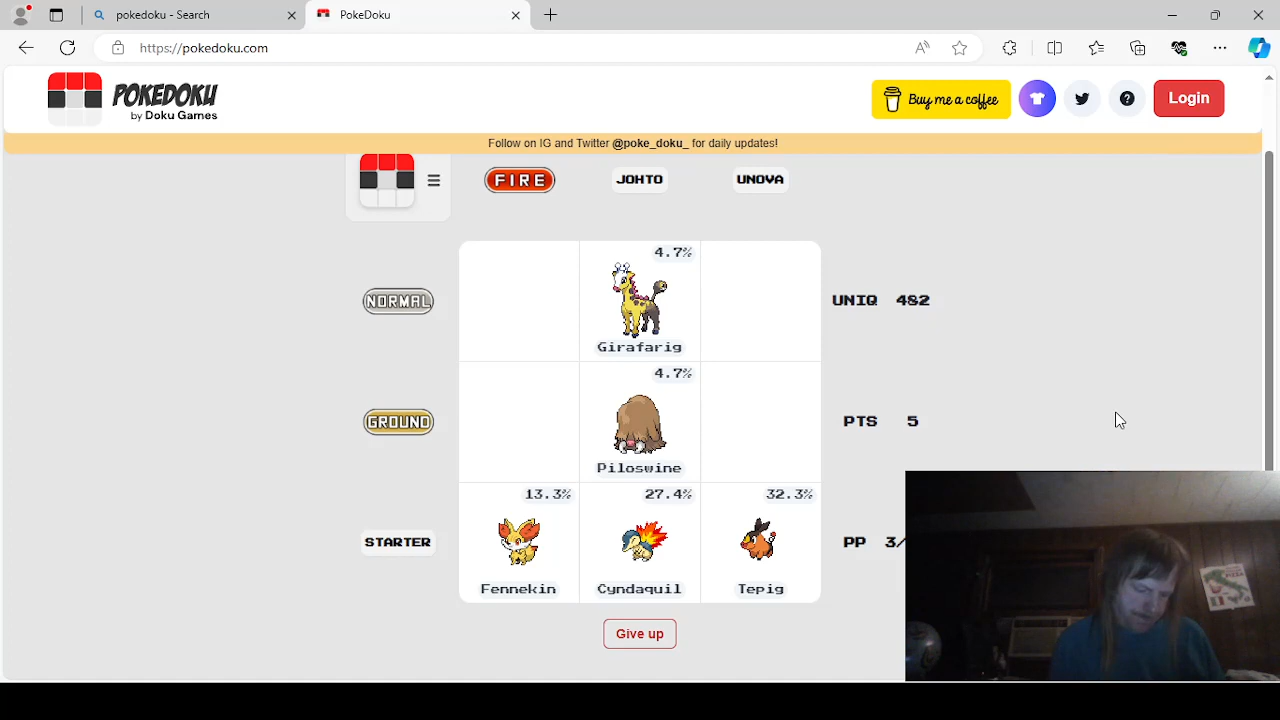 pokedoku - Search
PokeDoku
https://pokedoku.com
POKEDOKU
by Doku Games
Buy me a coffee
Login
Follow on IG and Twitter @poke_doku_ for daily updates!
FIRE
JOHTO
UNOVA
NORMAL
4.7%
Girafarig
UNIQ 482
GROUND
4.7%
Piloswine
PTS 5
STARTER
13.3%
Fennekin
27.4%
Cyndaquil
32.3%
Tepig
PP 3/
Give up